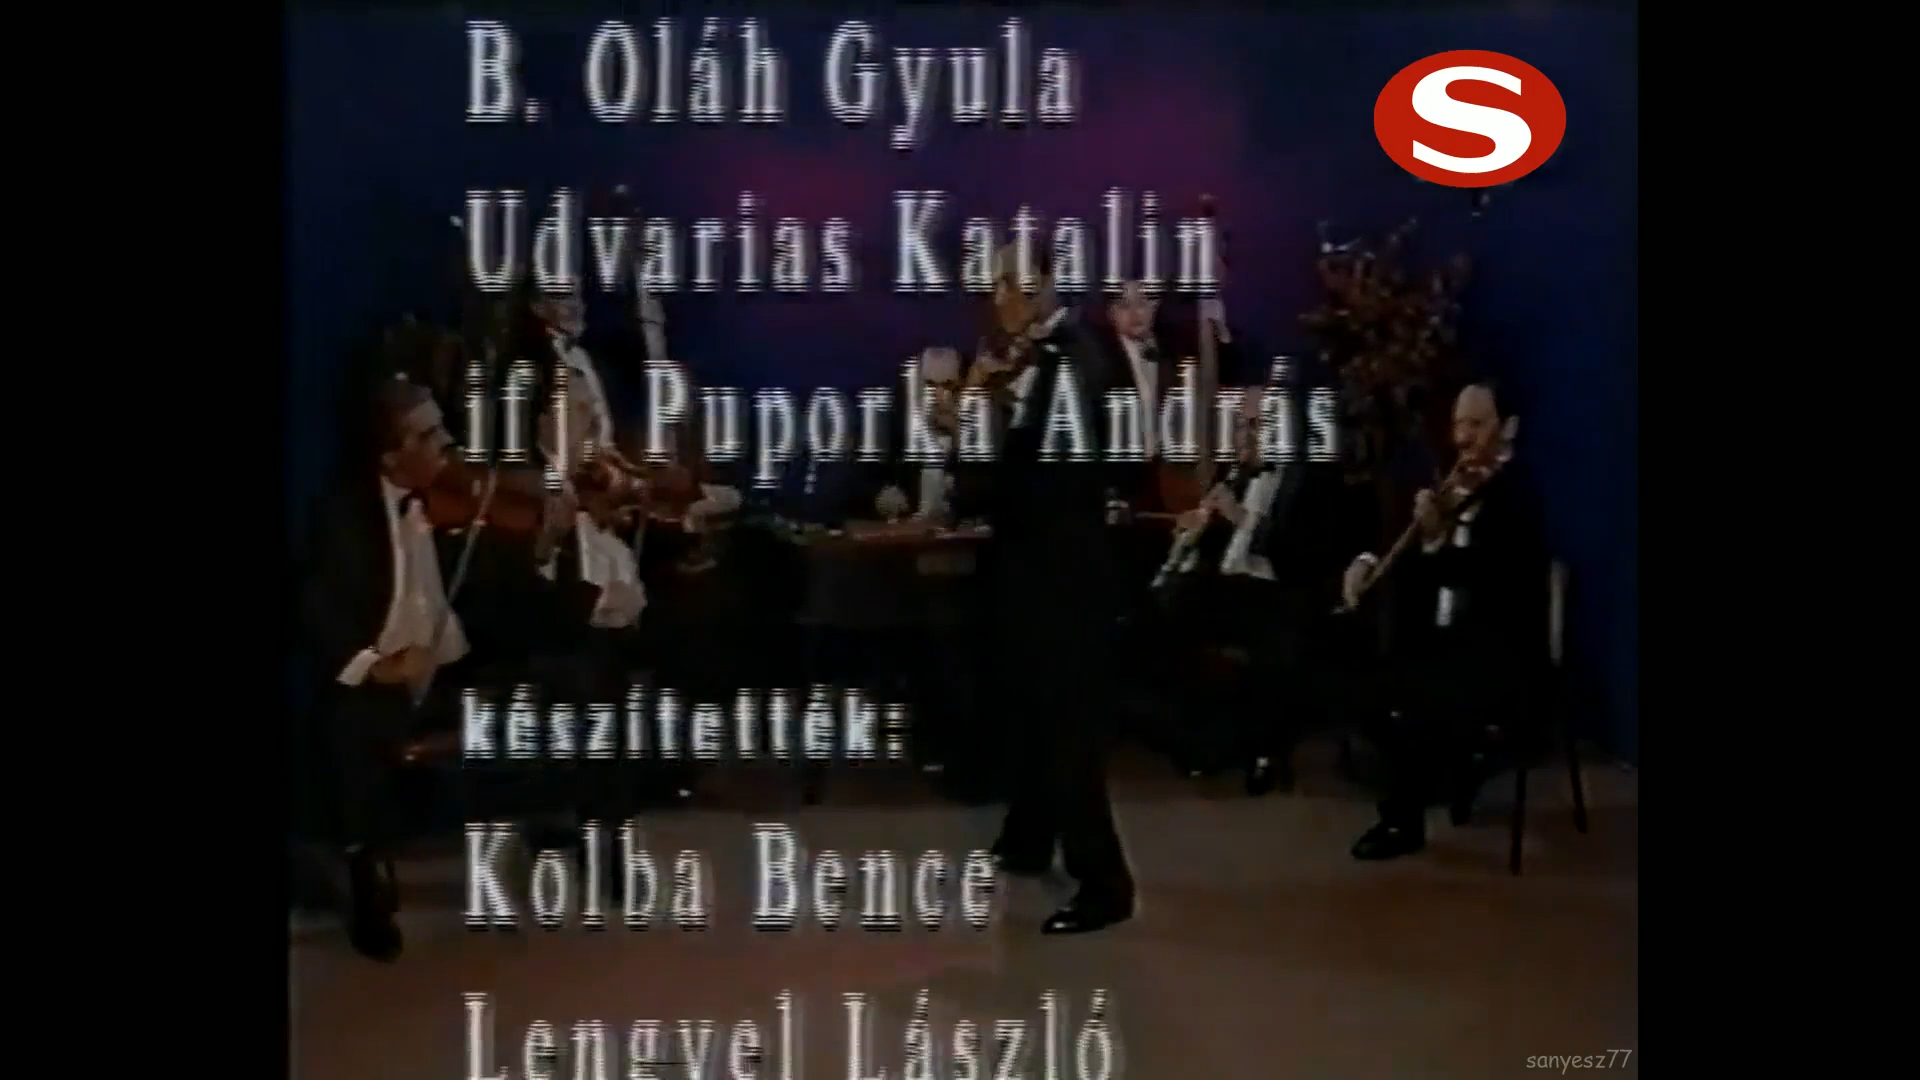 B. Oláh Gyula
S
Udvarias Katalin
ifj. Puporka András
készítették:
Kolba Bence
Lengyel László
sanyesz77